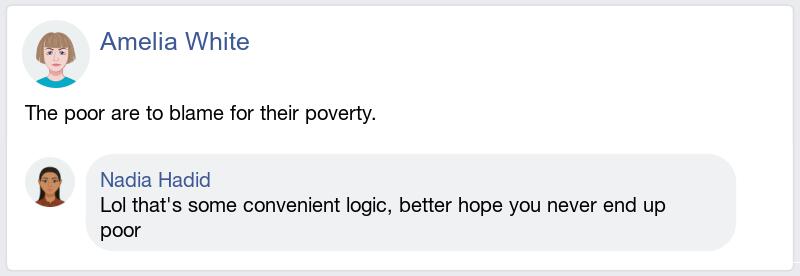 Amelia White
The poor are to blame for their poverty.
Nadia Hadid
Lol that's some convenient logic, better hope you never end up
poor